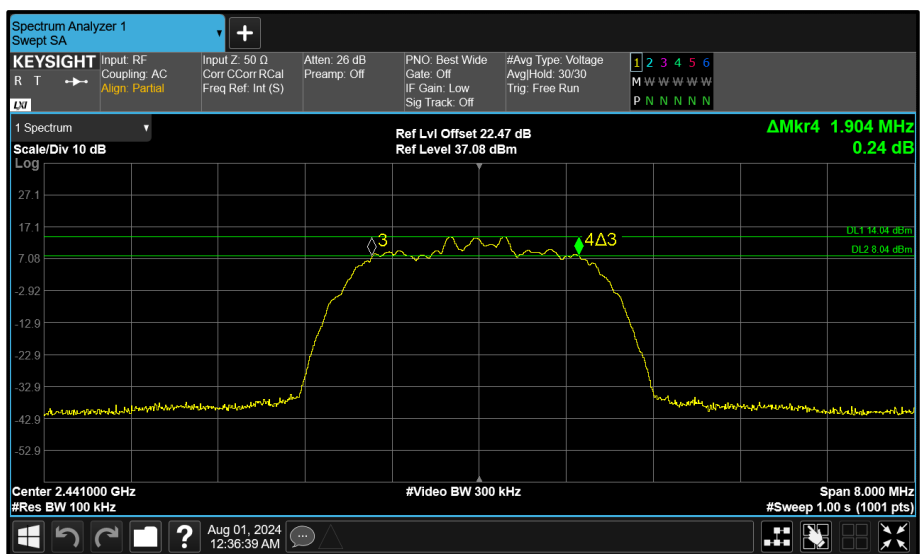 Spectrum Analyzer 1
Swept SA
+
KEYSIGHT
R T
LXI
Input: RF
Coupling: AC
Align: Partial
Input Z: 50 Ω
Corr CCorr RCal
Freq Ref: Int (S)
Atten: 26 dB
Preamp: Off
PNO: Best Wide
Gate: Off
IF Gain: Low
Sig Track: Off
#Avg Type: Voltage
Avg|Hold: 30/30
Trig: Free Run
1 2 3 4 5 6
M W W W W W
P N N N N N
1 Spectrum
Scale/Div 10 dB
Log
Ref Lvl Offset 22.47 dB
Ref Level 37.08 dBm
ΔMkr4 1.904 MHz
0.24 dB
27.1
17.1
7.08
-2.92
-12.9
-22.9
-32.9
-42.9
-52.9
3
4Δ3
DL1 14.04 dBm
DL2 8.04 dBm
Center 2.441000 GHz
#Res BW 100 kHz
#Video BW 300 kHz
Span 8.000 MHz
#Sweep 1.00 s (1001 pts)
?
Aug 01, 2024
12:36:39 AM